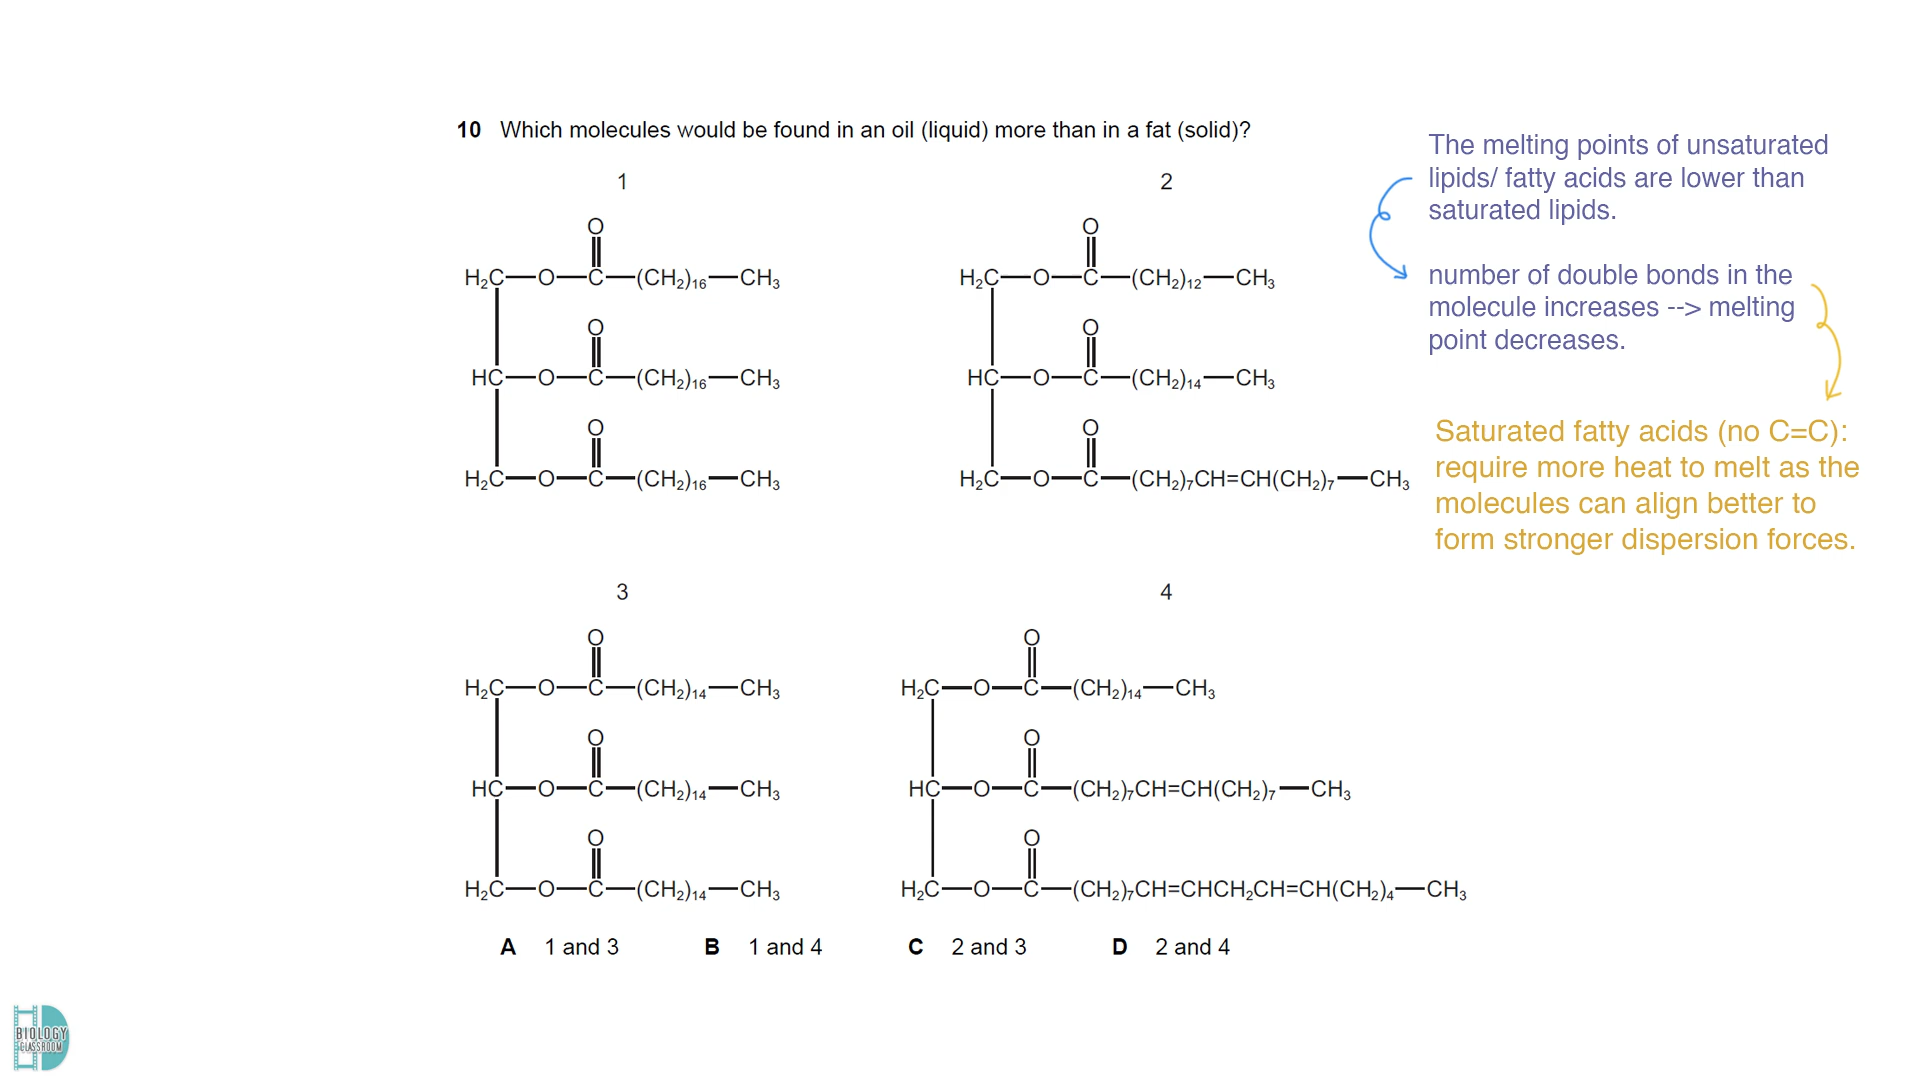 10 Which molecules would be found in an oil (liquid) more than in a fat (solid)?
The melting points of unsaturated
lipids/ fatty acids are lower than
saturated lipids.
number of double bonds in the
molecule increases --> melting
point decreases.
Saturated fatty acids (no C=C):
require more heat to melt as the
molecules can align better to
form stronger dispersion forces.
1
O
H₂C—O—C—(CH₂)₁₆—CH₃
O
HC—O—C—(CH₂)₁₆—CH₃
O
H₂C—O—C—(CH₂)₁₆—CH₃
2
O
H₂C—O—C—(CH₂)₁₂—CH₃
O
HC—O—C—(CH₂)₁₄—CH₃
O
H₂C—O—C—(CH₂)₇CH=CH(CH₂)₇—CH₃
3
O
H₂C—O—C—(CH₂)₁₄—CH₃
O
HC—O—C—(CH₂)₁₄—CH₃
O
H₂C—O—C—(CH₂)₁₄—CH₃
4
O
H₂C—O—C—(CH₂)₁₄—CH₃
O
HC—O—C—(CH₂)₇CH=CH(CH₂)₇—CH₃
O
H₂C—O—C—(CH₂)₇CH=CHCH₂CH=CH(CH₂)₄—CH₃
A 1 and 3 B 1 and 4 C 2 and 3 D 2 and 4
BIOLOGY
CLASSROOM